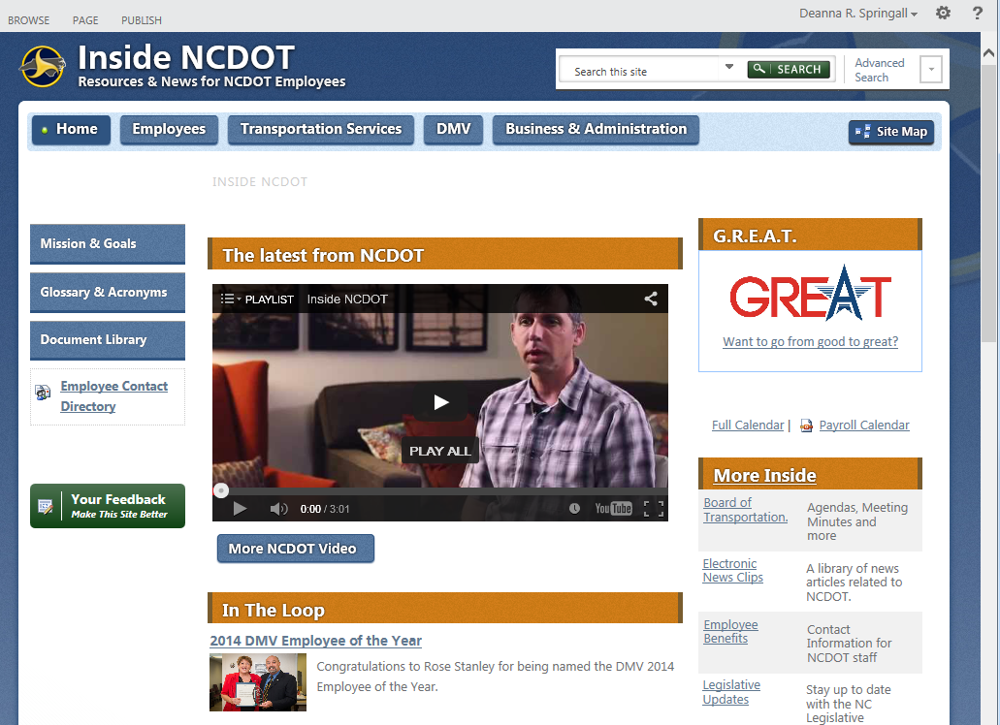 BROWSE PAGE PUBLISH
Deanna R. Springall
?
Inside NCDOT
Resources & News for NCDOT Employees
Search this site
SEARCH
Advanced
Search
Home
Employees
Transportation Services
DMV
Business & Administration
Site Map
INSIDE NCDOT
Mission & Goals
Glossary & Acronyms
Document Library
Employee Contact
Directory
Your Feedback
Make This Site Better
The latest from NCDOT
PLAYLIST Inside NCDOT
PLAY ALL
0:00 / 3:01
YouTube
More NCDOT Video
In The Loop
2014 DMV Employee of the Year
Congratulations to Rose Stanley for being named the DMV 2014
Employee of the Year.
G.R.E.A.T.
GREAT
Want to go from good to great?
Full Calendar | Payroll Calendar
More Inside
Board of
Transportation.
Agendas, Meeting
Minutes and
more
Electronic
News Clips
A library of news
articles related to
NCDOT.
Employee
Benefits
Contact
Information for
NCDOT staff
Legislative
Updates
Stay up to date
with the NC
Legislative